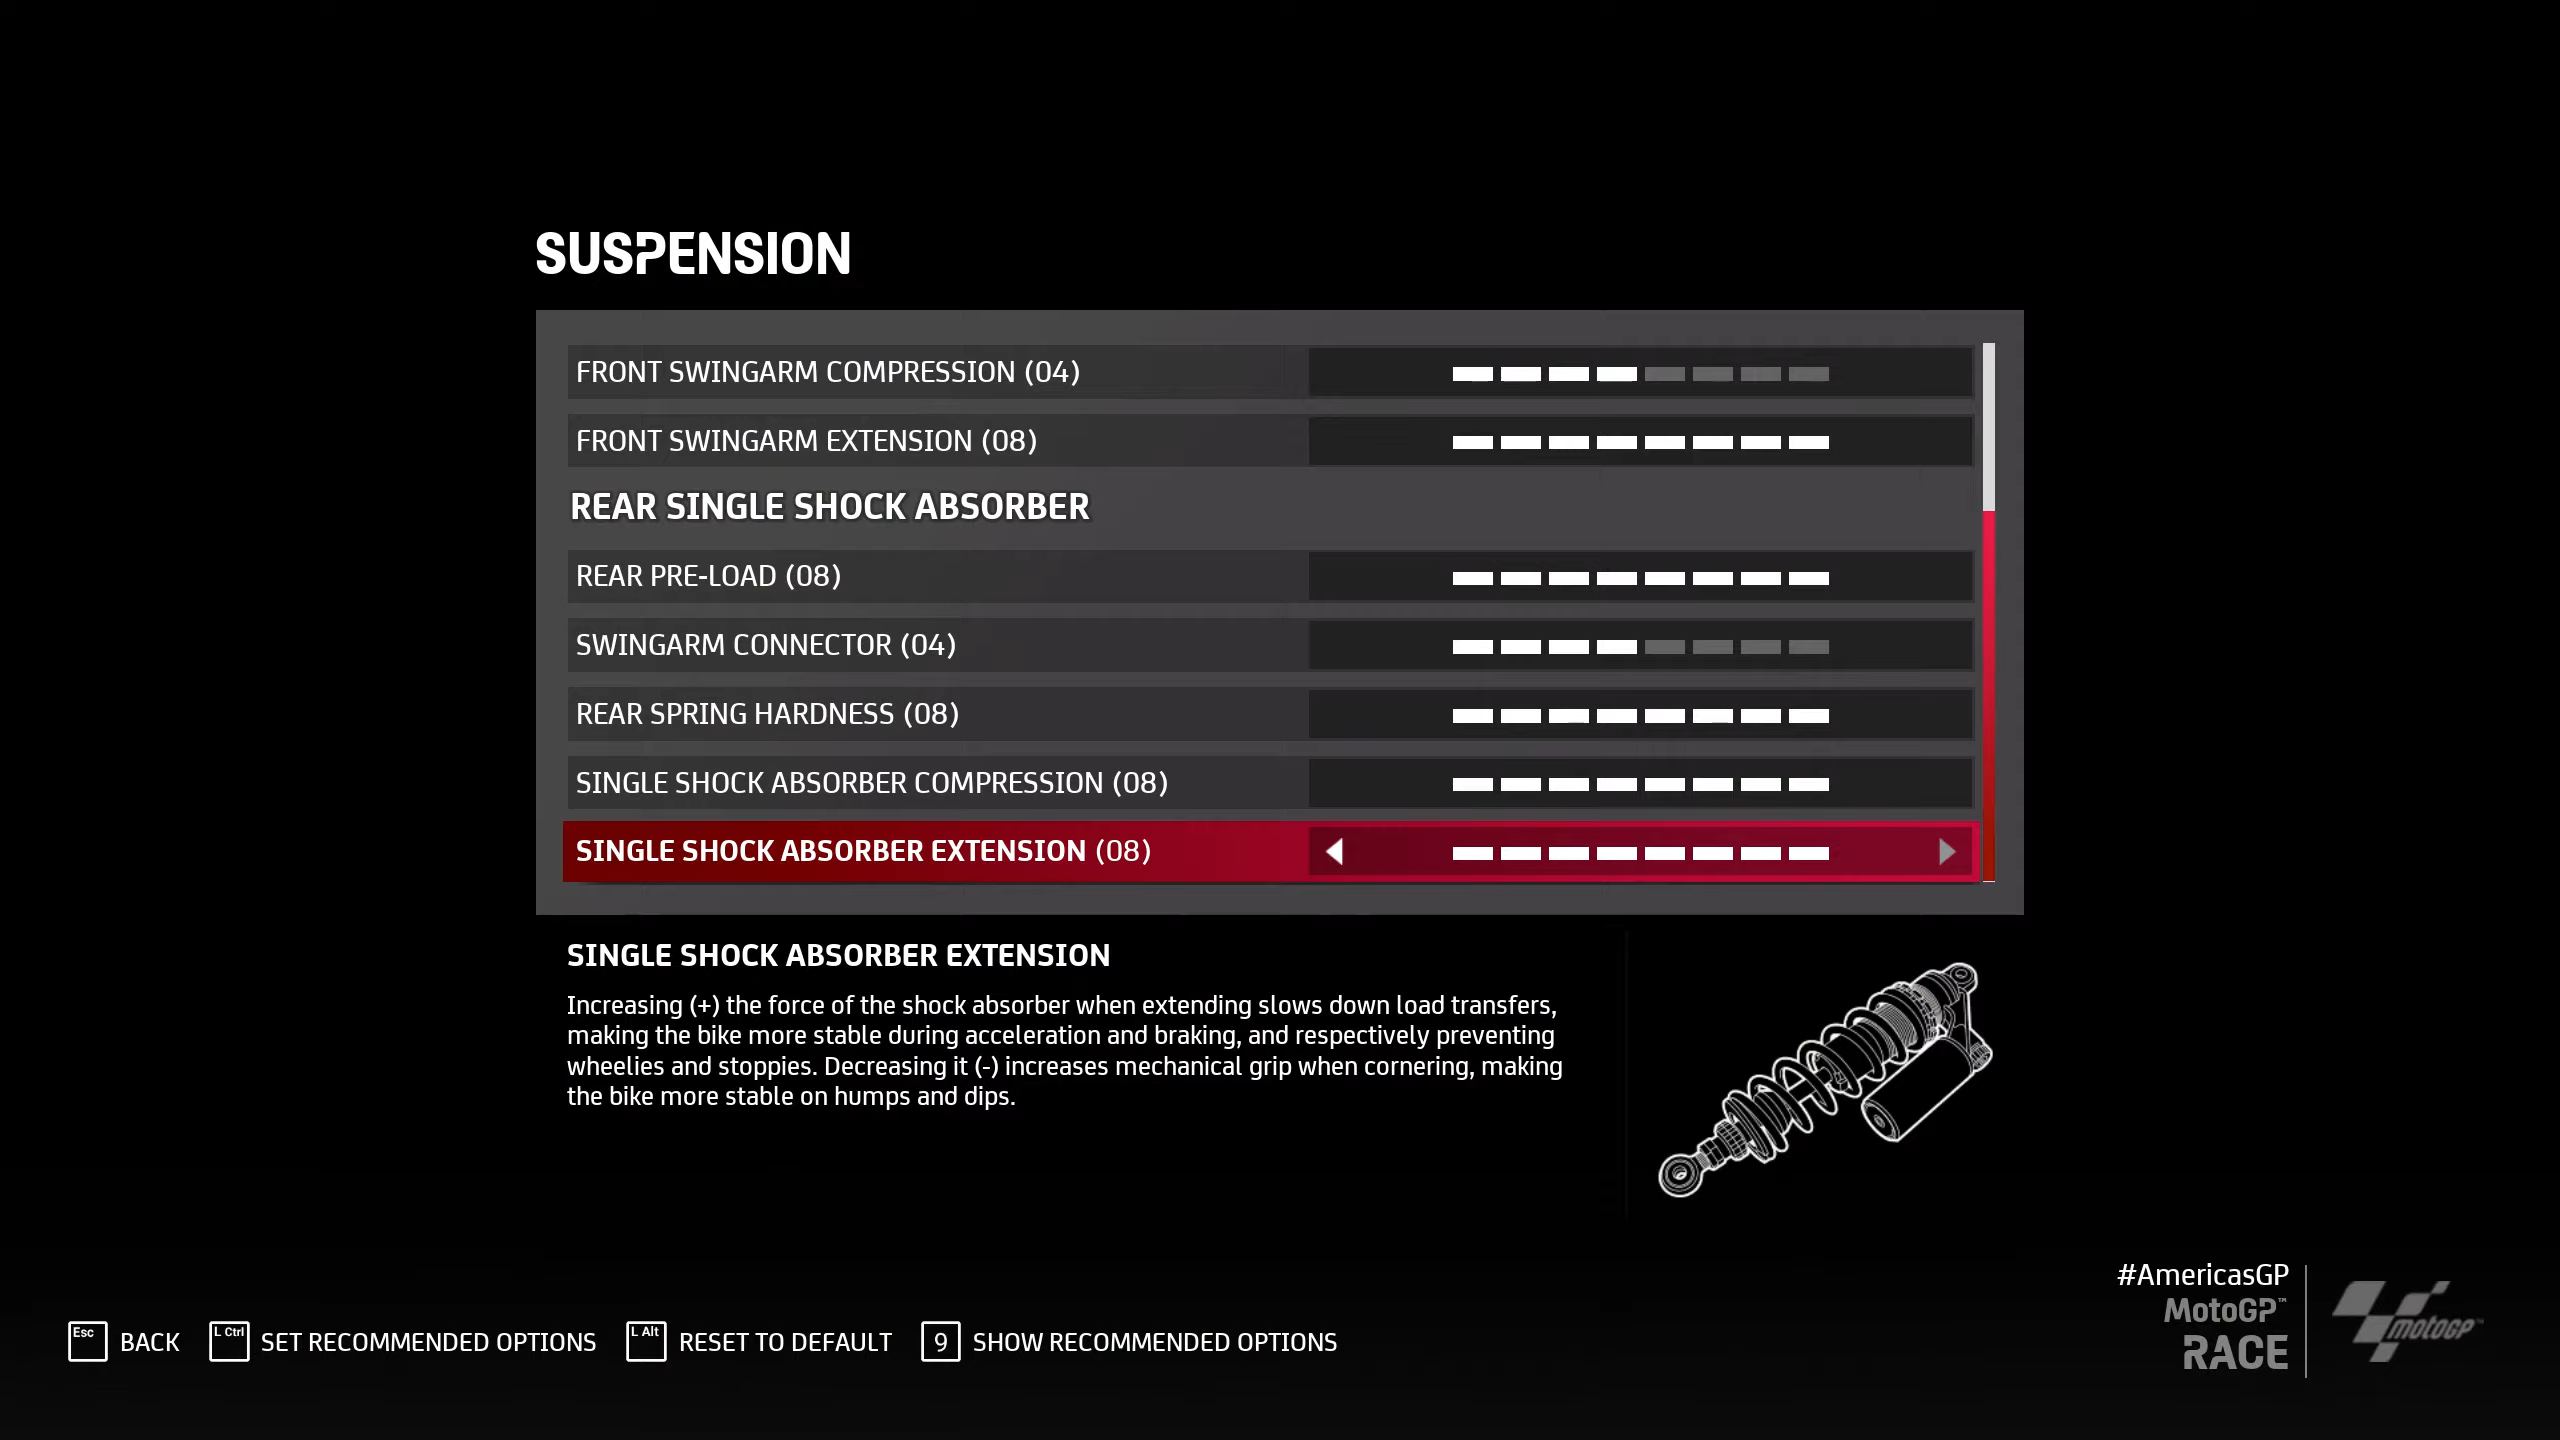 SUSPENSION
FRONT SWINGARM COMPRESSION (04)
FRONT SWINGARM EXTENSION (08)
REAR SINGLE SHOCK ABSORBER
REAR PRE-LOAD (08)
SWINGARM CONNECTOR (04)
REAR SPRING HARDNESS (08)
SINGLE SHOCK ABSORBER COMPRESSION (08)
SINGLE SHOCK ABSORBER EXTENSION (08)
SINGLE SHOCK ABSORBER EXTENSION
Increasing (+) the force of the shock absorber when extending slows down load transfers,
making the bike more stable during acceleration and braking, and respectively preventing
wheelies and stoppies. Decreasing it (-) increases mechanical grip when cornering, making
the bike more stable on humps and dips.
#AmericasGP
MotoGP™
RACE
motoGP™
Esc BACK L Ctrl SET RECOMMENDED OPTIONS L Alt RESET TO DEFAULT 9 SHOW RECOMMENDED OPTIONS